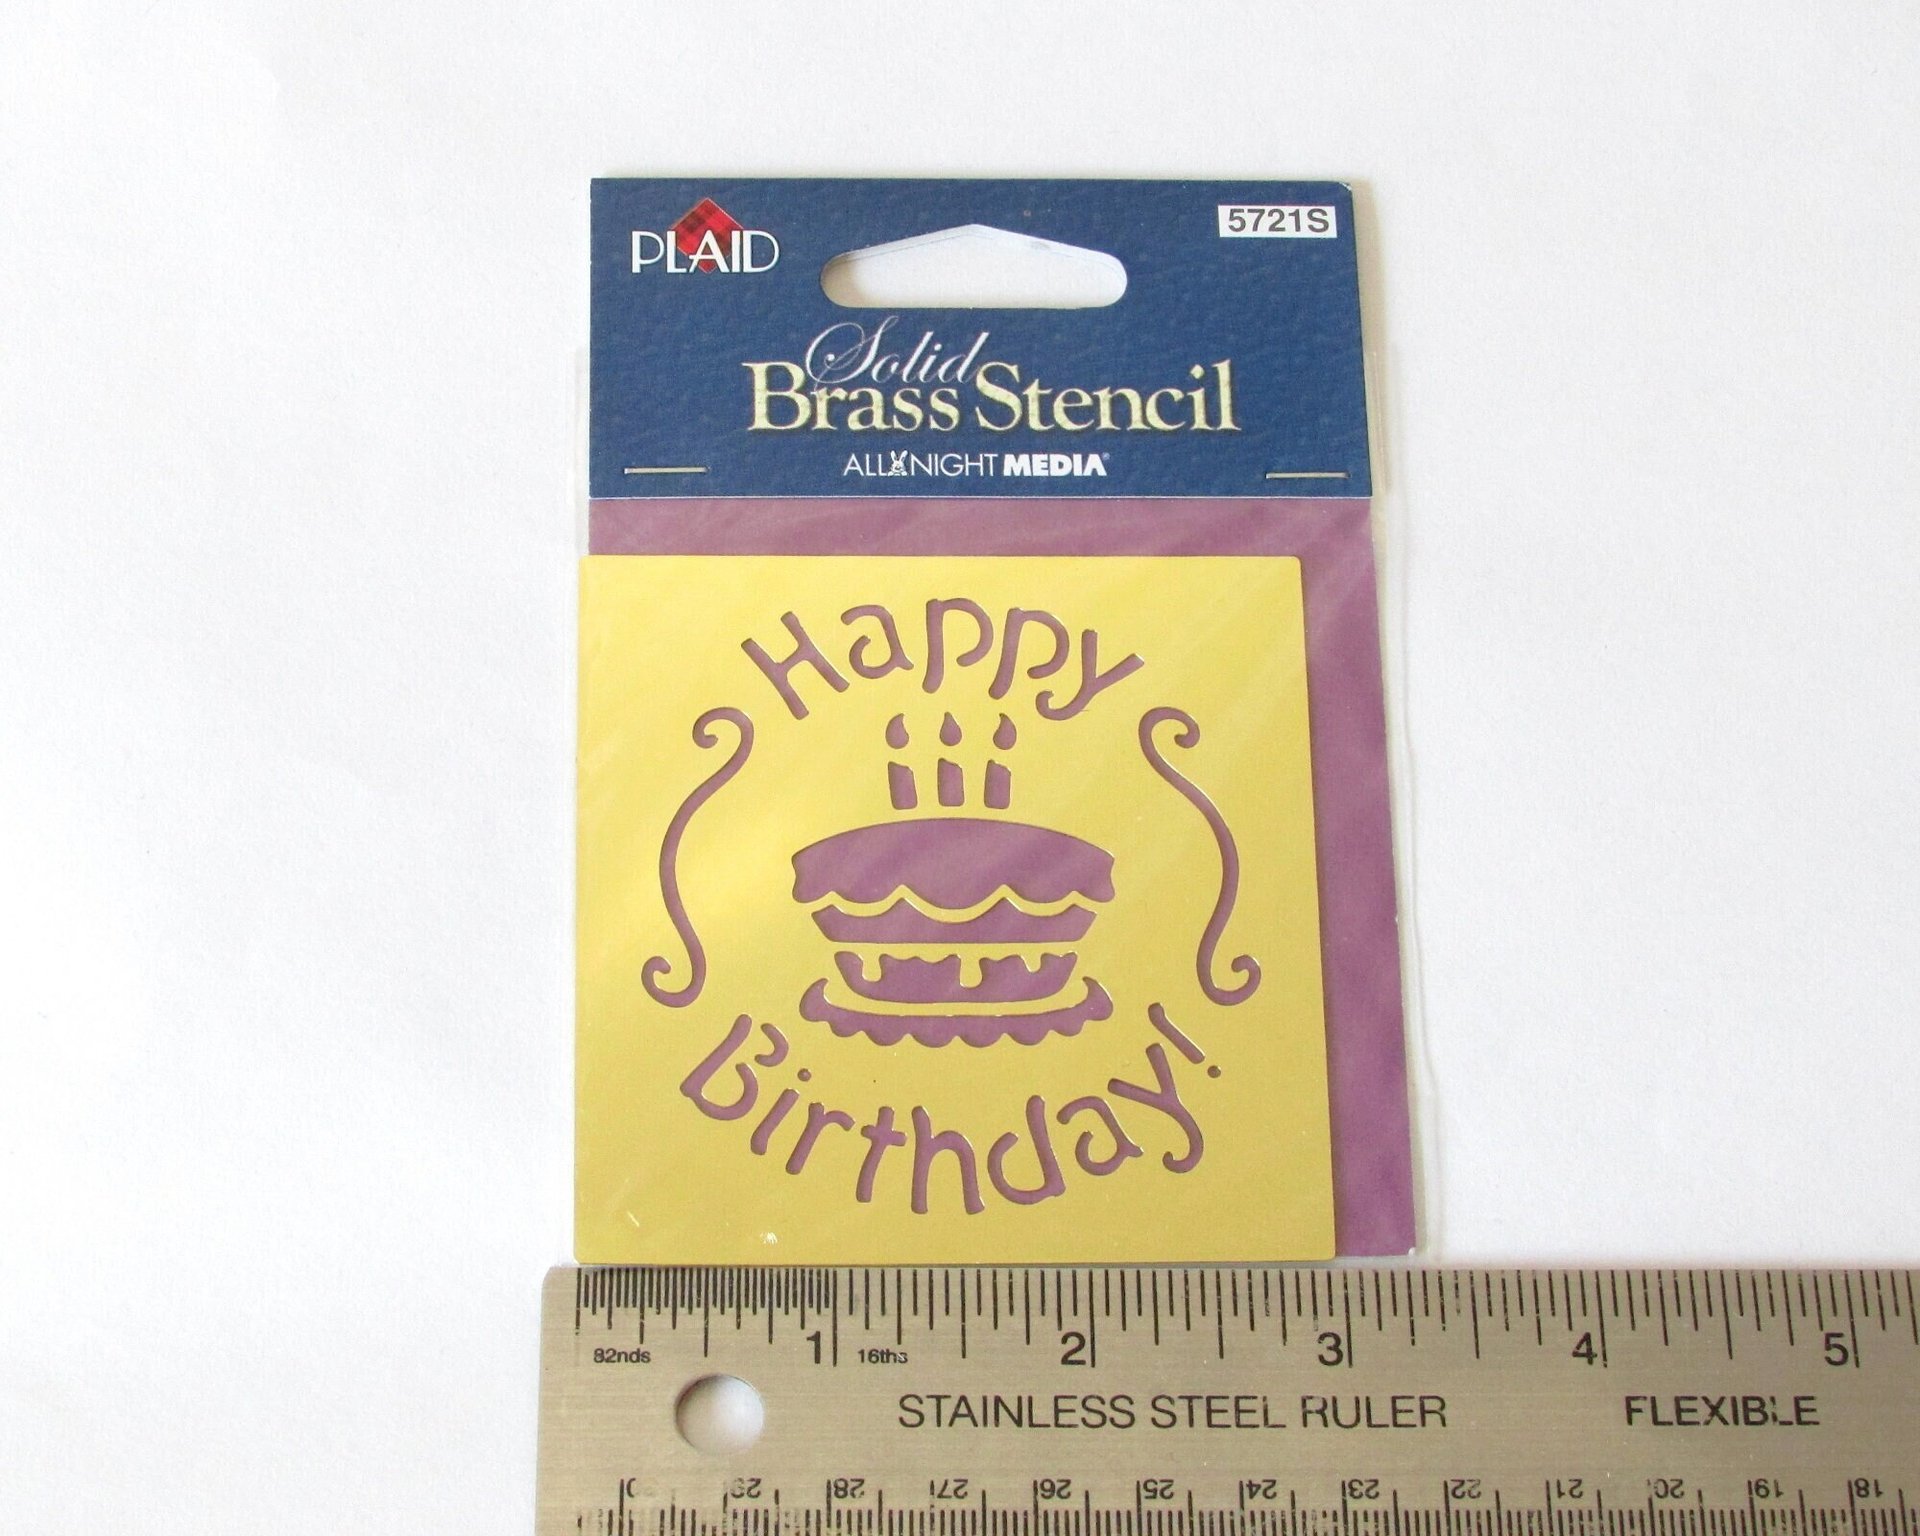 PLAID
5721S
Solid
Brass Stencil
ALL NIGHT MEDIA®
Happy
Birthday!
1 2 3 4 5
32nds 16ths
STAINLESS STEEL RULER FLEXIBLE
30 29 28 27 26 25 24 23 22 21 20 19 18